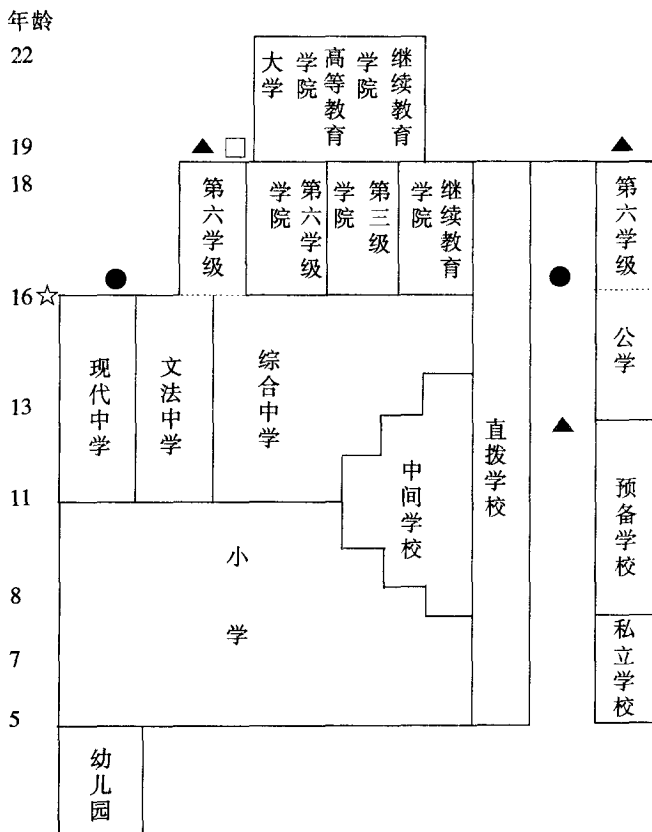 年龄
22
大学
学院
高等教育
学院
继续教育
19
18
第六学级
学院
第六学级
学院
第三级
学院
继续教育
第六学级
16
现代中学
文法中学
综合中学
公学
13
中间学校
直拨学校
11
预备学校
小学
8
7
私立学校
5
幼儿园